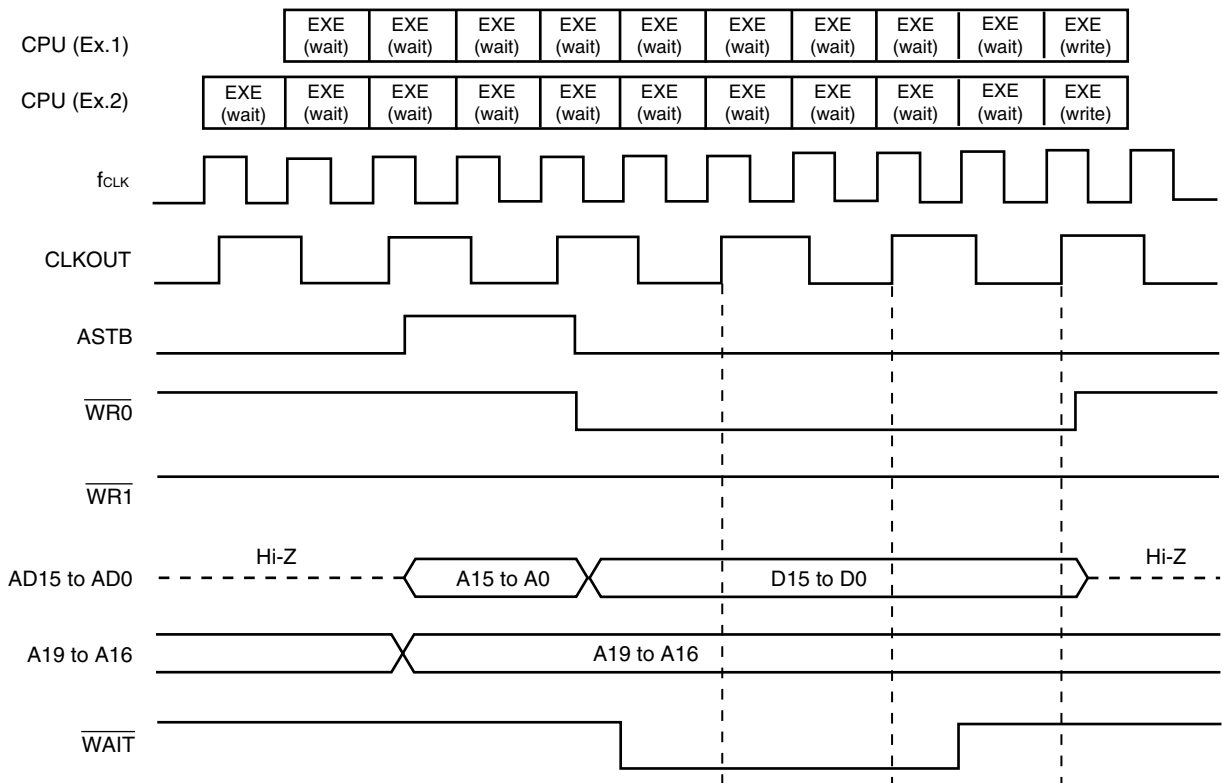 CPU (Ex.1)
EXE EXE EXE EXE EXE EXE EXE EXE EXE EXE
(wait) (wait) (wait) (wait) (wait) (wait) (wait) (wait) (wait) (write)
CPU (Ex.2)
EXE EXE EXE EXE EXE EXE EXE EXE EXE EXE EXE
(wait) (wait) (wait) (wait) (wait) (wait) (wait) (wait) (wait) (wait) (write)
fCLK
CLKOUT
ASTB
WR0
WR1
AD15 to AD0
Hi-Z
A15 to A0
D15 to D0
Hi-Z
A19 to A16
A19 to A16
WAIT